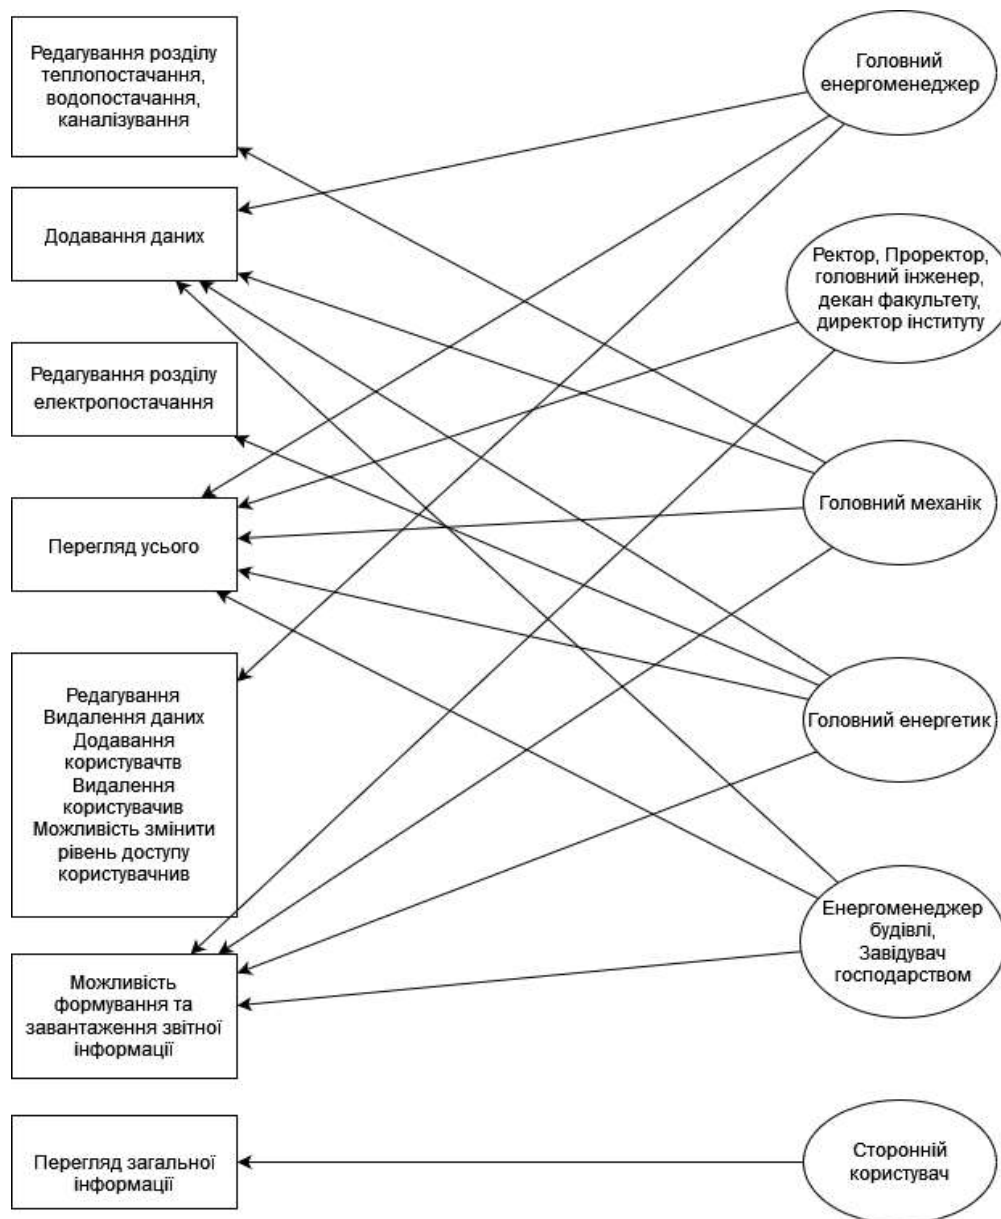 Редагування розділу
теплопостачання,
водопостачання,
каналізування
Додавання даних
Редагування розділу
електропостачання
Перегляд усього
Редагування
Видалення даних
Додавання
користувачтв
Видалення
користувачив
Можливість змінити
рівень доступу
користувачнив
Можливість
формування та
завантаження звітної
інформації
Перегляд загальної
інформації
Головний
енергоменеджер
Ректор, Проректор,
головний інженер,
декан факультету,
директор інституту
Головний механік
Головний енергетик
Енергоменеджер
будівлі,
Завідувач
господарством
Сторонній
користувач